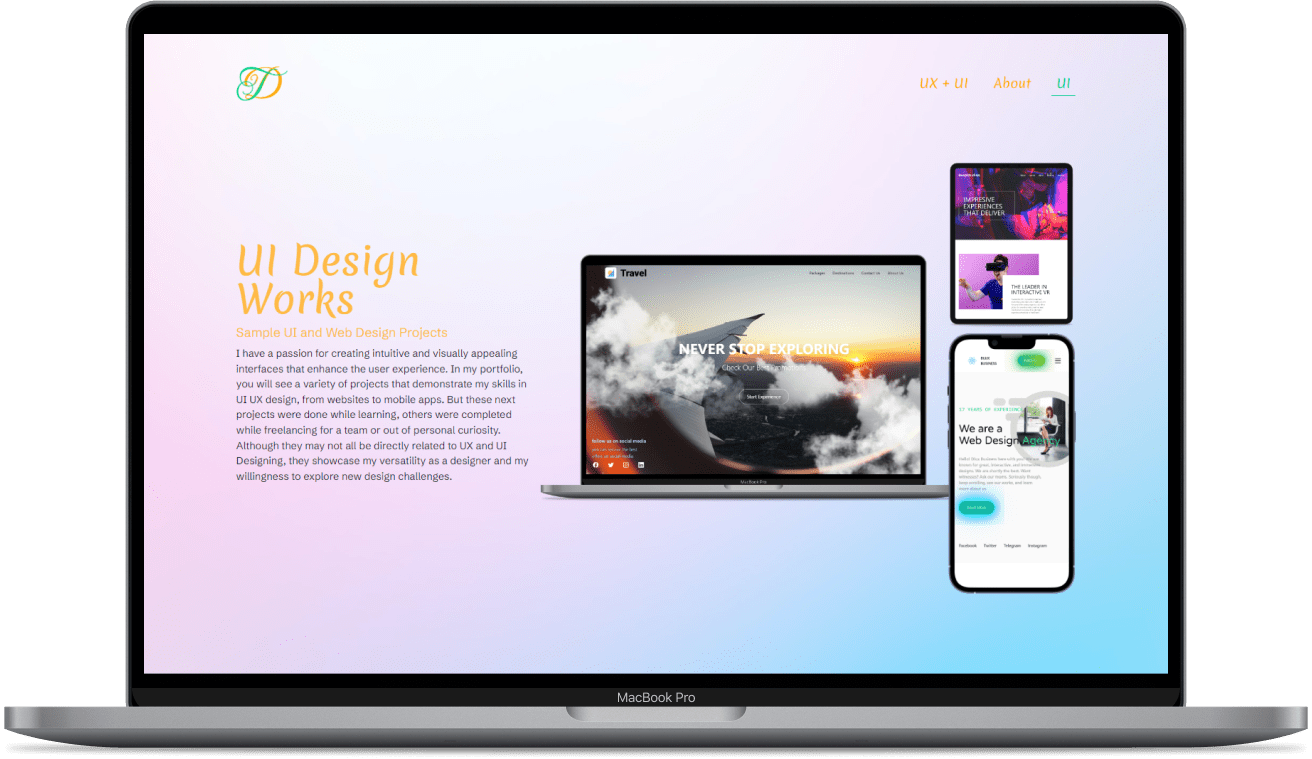 UX + UI About UI
UI Design
Works
Sample UI and Web Design Projects
I have a passion for creating intuitive and visually appealing
interfaces that enhance the user experience. In my portfolio,
you will see a variety of projects that demonstrate my skills in
UI UX design, from websites to mobile apps. But these next
projects were done while learning, others were completed
while freelancing for a team or out of personal curiosity.
Although they may not all be directly related to UX and UI
Designing, they showcase my versatility as a designer and my
willingness to explore new design challenges.
Travel
Packages Destinations Contact Us About Us
NEVER STOP EXPLORING
Check Our Best
Start Experience
follow us on social media
MacBook Pro
IMPRESIVE
EXPERIENCES
THAT DELIVER
THE LEADER IN
INTERACTIVE VR
17 YEARS OF EXPERIENC
We are a
Web Design Agency
Read More
Facebook Twitter Telegram Instagram
MacBook Pro